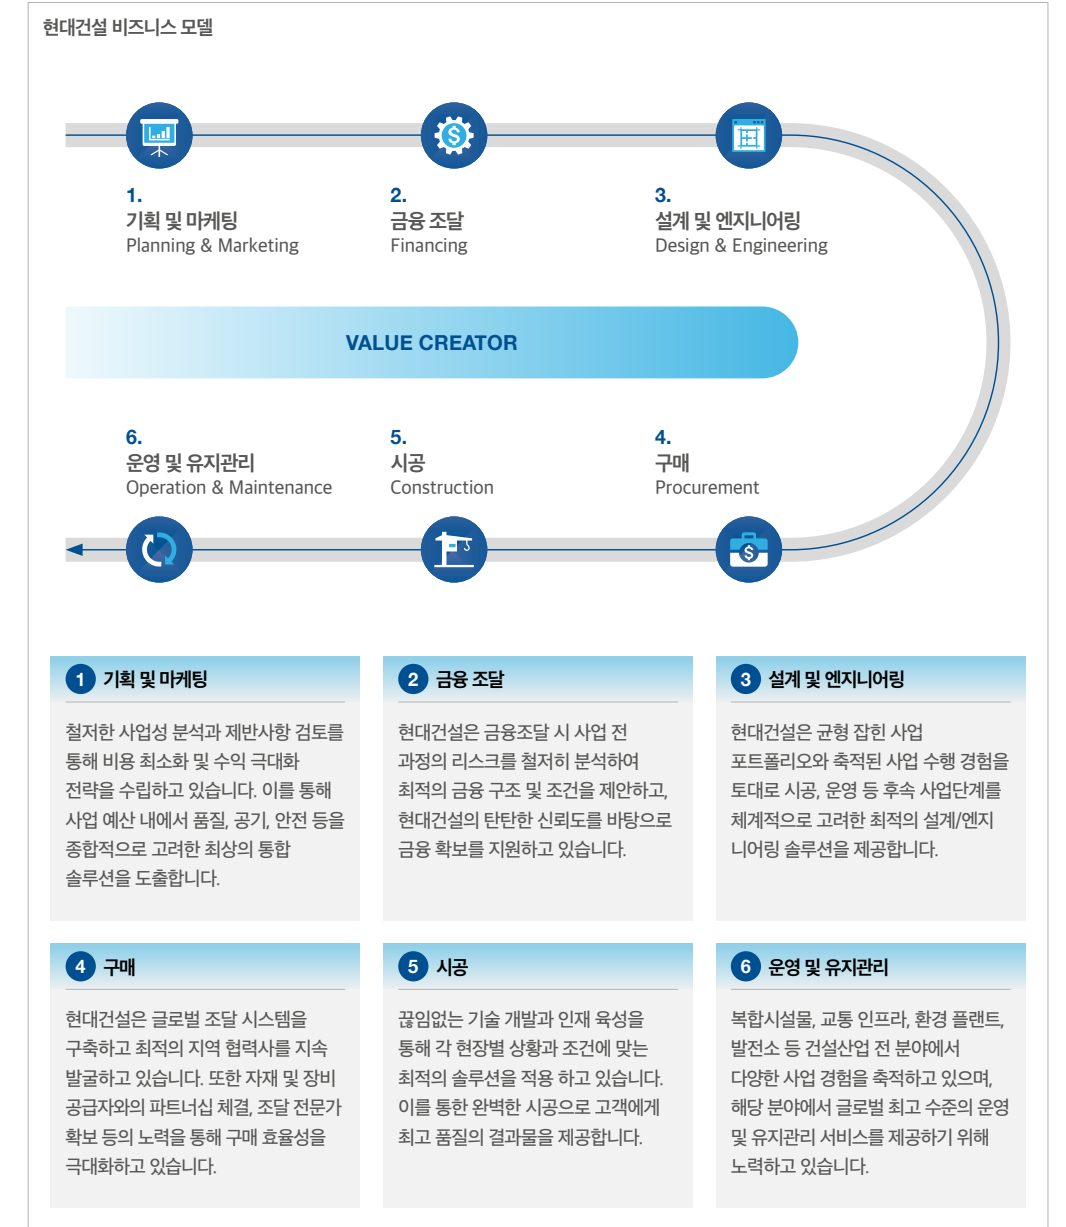 현대건설 비즈니스 모델
1.
기획 및 마케팅
Planning & Marketing
2.
금융 조달
Financing
3.
설계 및 엔지니어링
Design & Engineering
VALUE CREATOR
6.
운영 및 유지관리
Operation & Maintenance
5.
시공
Construction
4.
구매
Procurement
1 기획 및 마케팅
철저한 사업성 분석과 제반사항 검토를
통해 비용 최소화 및 수익 극대화
전략을 수립하고 있습니다. 이를 통해
사업 예산 내에서 품질, 공기, 안전 등을
종합적으로 고려한 최상의 통합
솔루션을 도출합니다.
2 금융 조달
현대건설은 금융조달 시 사업 전
과정의 리스크를 철저히 분석하여
최적의 금융 구조 및 조건을 제안하고,
현대건설의 탄탄한 신뢰도를 바탕으로
금융 확보를 지원하고 있습니다.
3 설계 및 엔지니어링
현대건설은 균형 잡힌 사업
포트폴리오와 축적된 사업 수행 경험을
토대로 시공, 운영 등 후속 사업단계를
체계적으로 고려한 최적의 설계/엔지
니어링 솔루션을 제공합니다.
4 구매
현대건설은 글로벌 조달 시스템을
구축하고 최적의 지역 협력사를 지속
발굴하고 있습니다. 또한 자재 및 장비
공급자와의 파트너십 체결, 조달 전문가
확보 등의 노력을 통해 구매 효율성을
극대화하고 있습니다.
5 시공
끊임없는 기술 개발과 인재 육성을
통해 각 현장별 상황과 조건에 맞는
최적의 솔루션을 적용 하고 있습니다.
이를 통한 완벽한 시공으로 고객에게
최고 품질의 결과물을 제공합니다.
6 운영 및 유지관리
복합시설물, 교통 인프라, 환경 플랜트,
발전소 등 건설산업 전 분야에서
다양한 사업 경험을 축적하고 있으며,
해당 분야에서 글로벌 최고 수준의 운영
및 유지관리 서비스를 제공하기 위해
노력하고 있습니다.